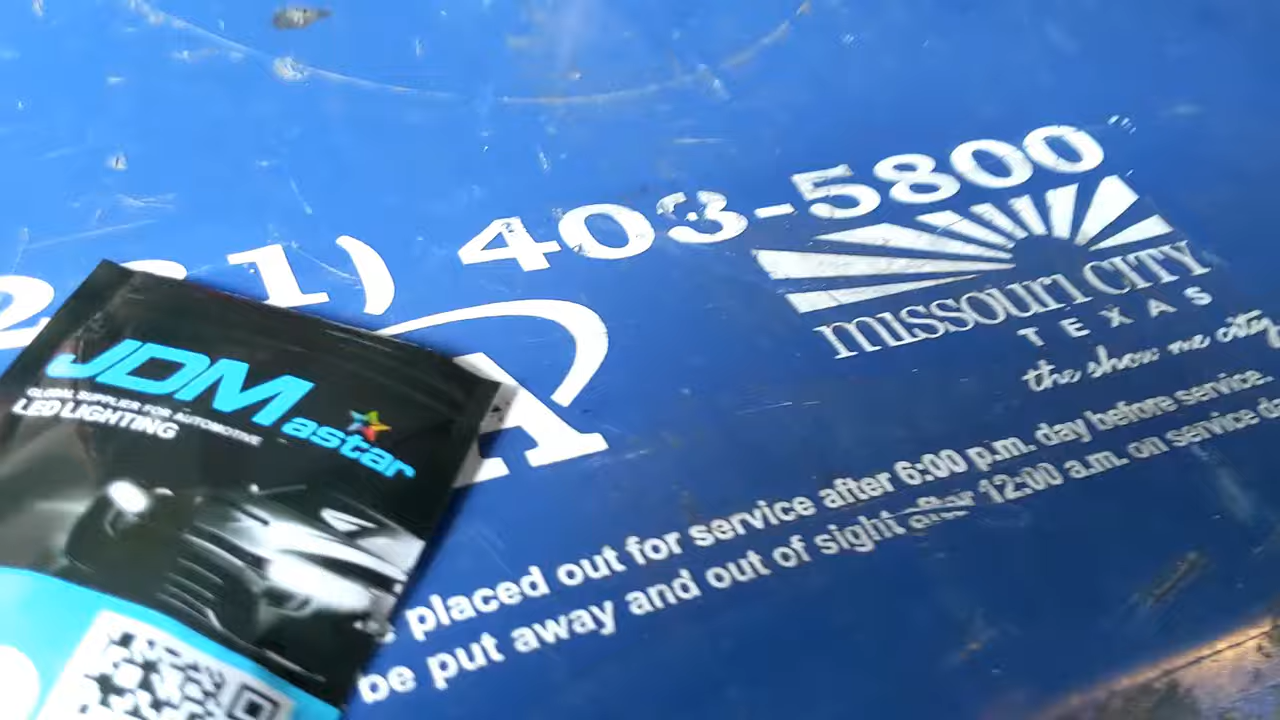 1) 403-5800
missouri CITY
TEXAS
the show me city
placed out for service after 6:00 p.m. day before service.
be put away and out of sight after 12:00 a.m. on service
JDMastar
GLOBAL SUPPLIER FOR AUTOMOTIVE
LED LIGHTING